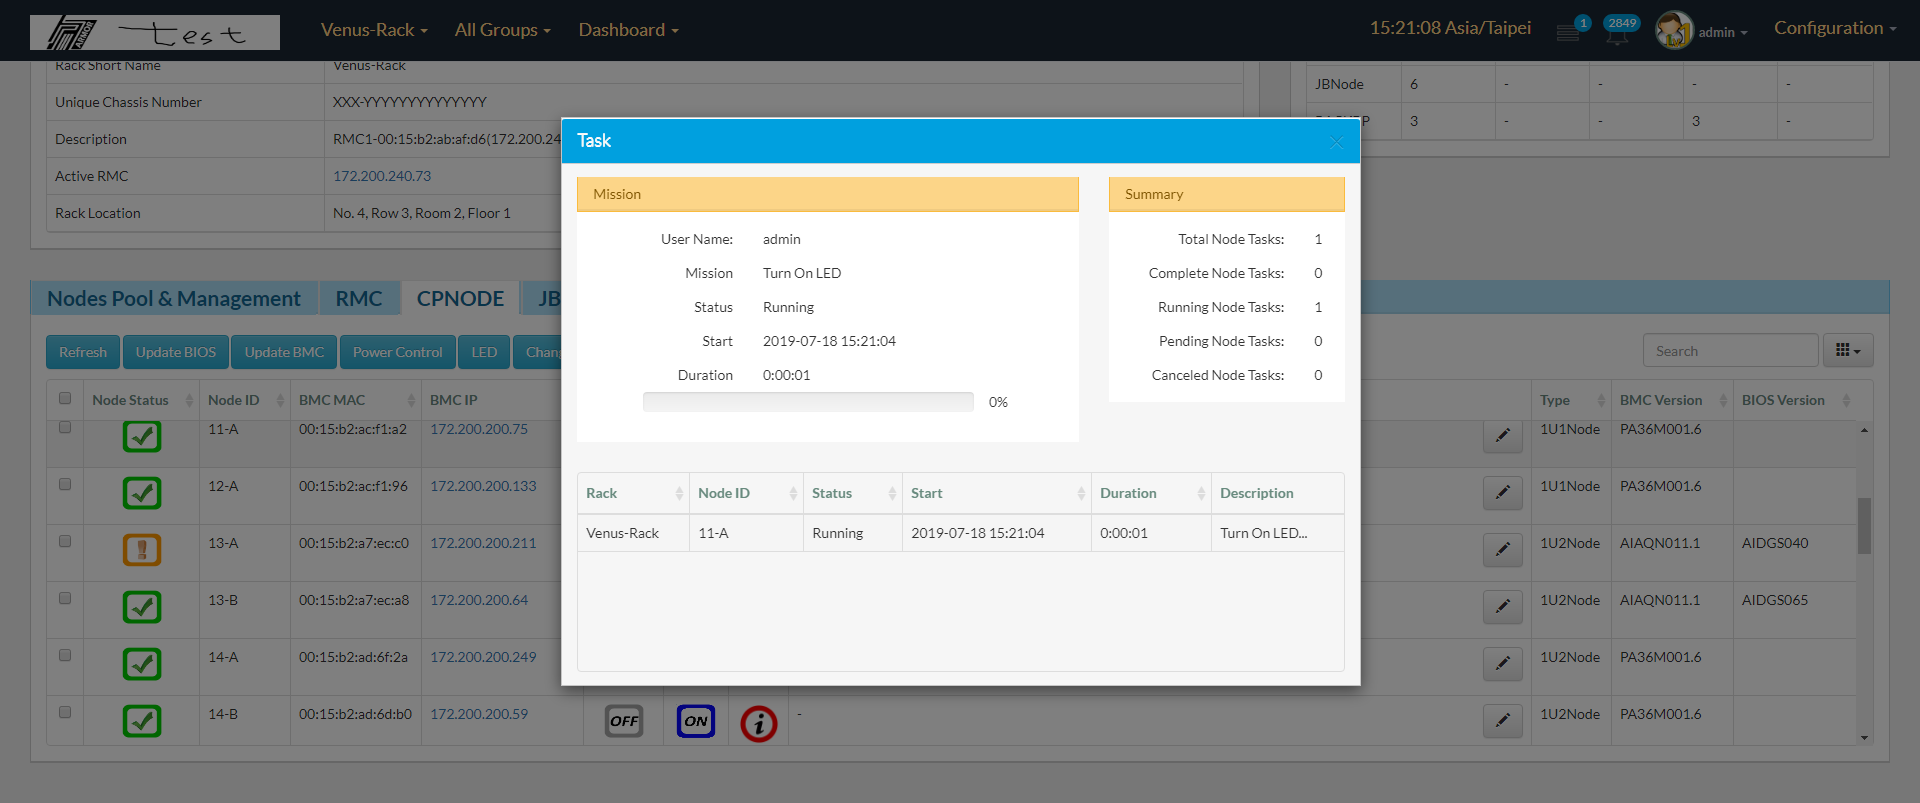 ARMOR test Venus-Rack All Groups Dashboard 15:21:08 Asia/Taipei 1 2849 admin Configuration
Rack Short Name Venus-Rack
Unique Chassis Number XXX-YYYYYYYYYYYYYY
Description RMC1-00:15:b2:ab:af:d6(172.200.24
Active RMC 172.200.240.73
Rack Location No. 4, Row 3, Room 2, Floor 1
JBNode 6 - - - -
3 - - 3 -
Task
Mission
User Name: admin
Mission Turn On LED
Status Running
Start 2019-07-18 15:21:04
Duration 0:00:01
0%
Summary
Total Node Tasks: 1
Complete Node Tasks: 0
Running Node Tasks: 1
Pending Node Tasks: 0
Canceled Node Tasks: 0
Rack Node ID Status Start Duration Description
Venus-Rack 11-A Running 2019-07-18 15:21:04 0:00:01 Turn On LED...
Nodes Pool & Management RMC CPNODE JB
Refresh Update BIOS Update BMC Power Control LED Chang Search
Node Status Node ID BMC MAC BMC IP Type BMC Version BIOS Version
11-A 00:15:b2:ac:f1:a2 172.200.200.75 1U1Node PA36M001.6
12-A 00:15:b2:ac:f1:96 172.200.200.133 1U1Node PA36M001.6
13-A 00:15:b2:a7:ec:c0 172.200.200.211 1U2Node AIAQN011.1 AIDGS040
13-B 00:15:b2:a7:ec:a8 172.200.200.64 1U2Node AIAQN011.1 AIDGS065
14-A 00:15:b2:ad:6f:2a 172.200.200.249 1U2Node PA36M001.6
14-B 00:15:b2:ad:6d:b0 172.200.200.59 OFF ON i - 1U2Node PA36M001.6